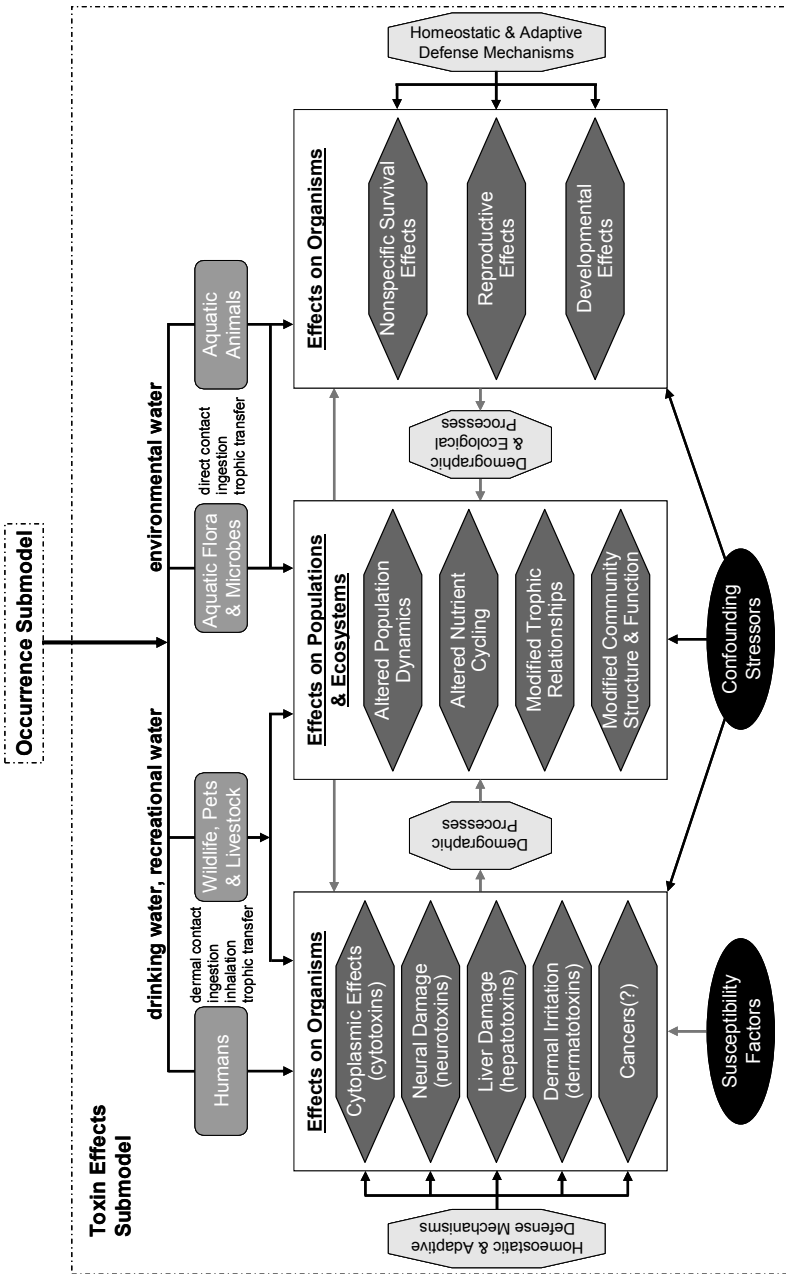 Occurrence Submodel
Toxin Effects
Submodel
drinking water, recreational water
environmental water
Humans
dermal contact
ingestion
inhalation
trophic transfer
Wildlife, Pets
& Livestock
Aquatic Flora
& Microbes
direct contact
ingestion
trophic transfer
Aquatic
Animals
Homeostatic & Adaptive
Defense Mechanisms
Effects on Organisms
Cytoplasmic Effects
(cytotoxins)
Neural Damage
(neurotoxins)
Liver Damage
(hepatotoxins)
Dermal Irritation
(dermatotoxins)
Cancers(?)
Demographic
Processes
Effects on Populations
& Ecosystems
Altered Population
Dynamics
Altered Nutrient
Cycling
Modified Trophic
Relationships
Modified Community
Structure & Function
Demographic
& Ecological
Processes
Effects on Organisms
Nonspecific Survival
Effects
Reproductive
Effects
Developmental
Effects
Homeostatic & Adaptive
Defense Mechanisms
Susceptibility
Factors
Confounding
Stressors